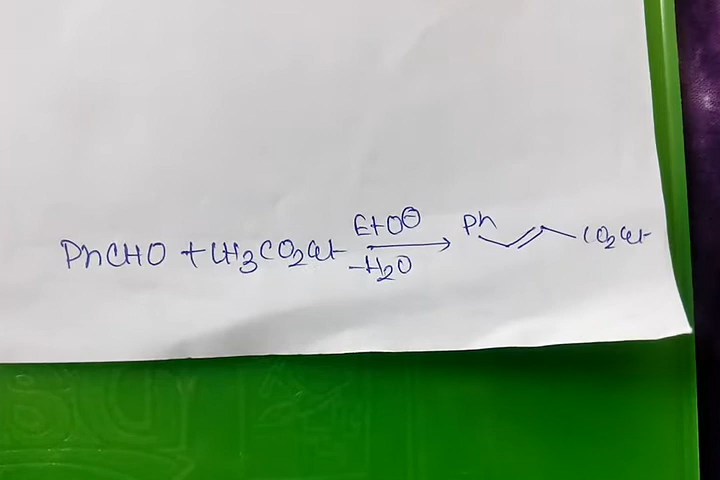 PhCHO + CH₃CO₂Et EtO⊖ -H₂O → Ph CO₂Et